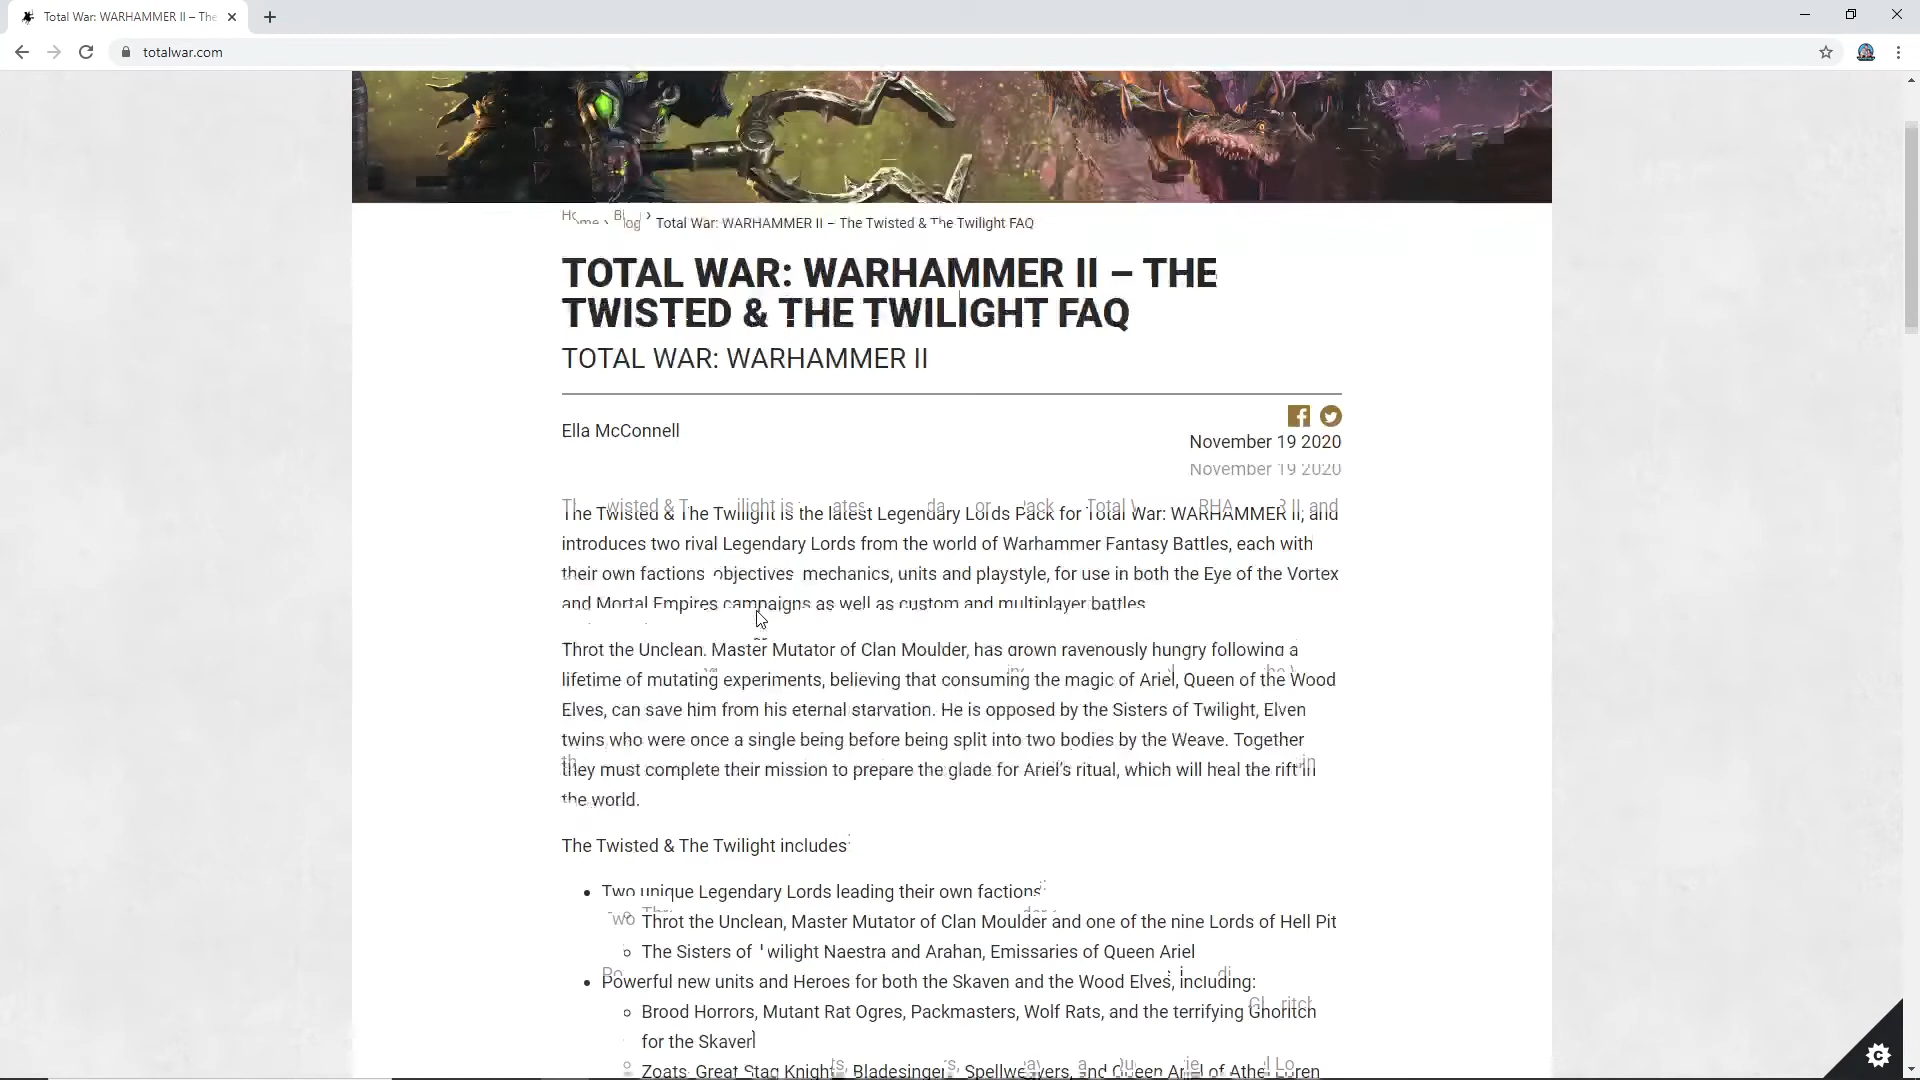 Total War: WARHAMMER II – The
totalwar.com
Home › Blog › Total War: WARHAMMER II – The Twisted & The Twilight FAQ
TOTAL WAR: WARHAMMER II – THE
TWISTED & THE TWILIGHT FAQ
TOTAL WAR: WARHAMMER II
Ella McConnell
November 19 2020
November 19 2020
The Twisted & The Twilight is the latest Legendary Lords Pack for Total War: WARHAMMER II, and
introduces two rival Legendary Lords from the world of Warhammer Fantasy Battles, each with
their own factions objectives mechanics, units and playstyle, for use in both the Eye of the Vortex
and Mortal Empires campaigns as well as custom and multiplayer battles
Throt the Unclean. Master Mutator of Clan Moulder, has grown ravenously hungry following a
lifetime of mutating experiments, believing that consuming the magic of Ariel, Queen of the Wood
Elves, can save him from his eternal starvation. He is opposed by the Sisters of Twilight, Elven
twins who were once a single being before being split into two bodies by the Weave. Together
they must complete their mission to prepare the glade for Ariel's ritual, which will heal the rift in
the world.
The Twisted & The Twilight includes
• Two unique Legendary Lords leading their own factions
Throt the Unclean, Master Mutator of Clan Moulder and one of the nine Lords of Hell Pit
The Sisters of Twilight Naestra and Arahan, Emissaries of Queen Ariel
• Powerful new units and Heroes for both the Skaven and the Wood Elves, including:
Brood Horrors, Mutant Rat Ogres, Packmasters, Wolf Rats, and the terrifying Ghoritch
for the Skaven
Zoats Great Stag Knights, Bladesingers, Spellweavers, and Queen Ariel of Athel Loren